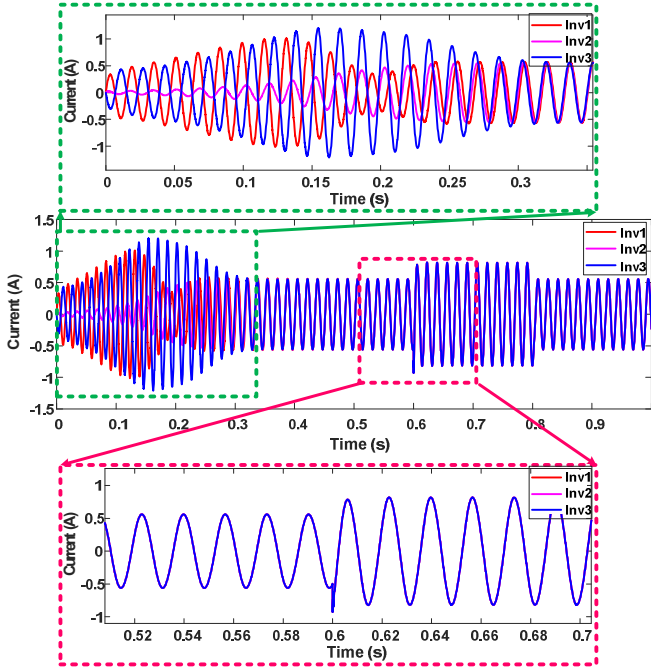 Current (A)
1
0.5
0
-0.5
-1
Inv1
Inv2
Inv3
0 0.05 0.1 0.15 0.2 0.25 0.3
Time (s)
Current (A)
1.5
1
0.5
0
-0.5
-1
-1.5
Inv1
Inv2
Inv3
0 0.1 0.2 0.3 0.4 0.5 0.6 0.7 0.8 0.9
Time (s)
Current (A)
1
0.5
0
-0.5
-1
Inv1
Inv2
Inv3
0.52 0.54 0.56 0.58 0.6 0.62 0.64 0.66 0.68 0.7
Time (s)